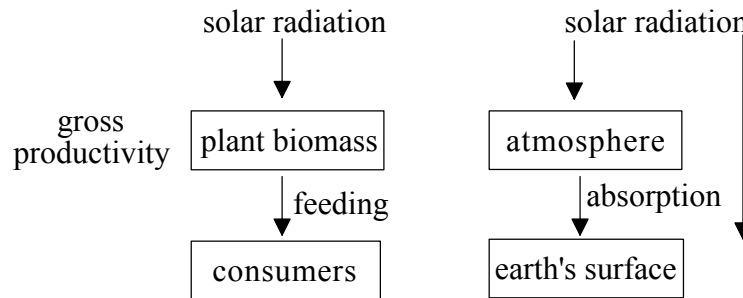 solar radiation
gross
productivity
plant biomass
feeding
consumers
solar radiation
atmosphere
absorption
earth's surface